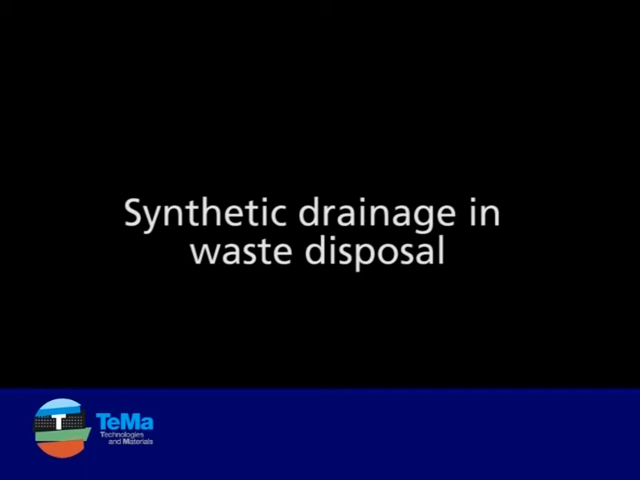 Synthetic drainage in
waste disposal
T
TeMa
Technologies
and Materials